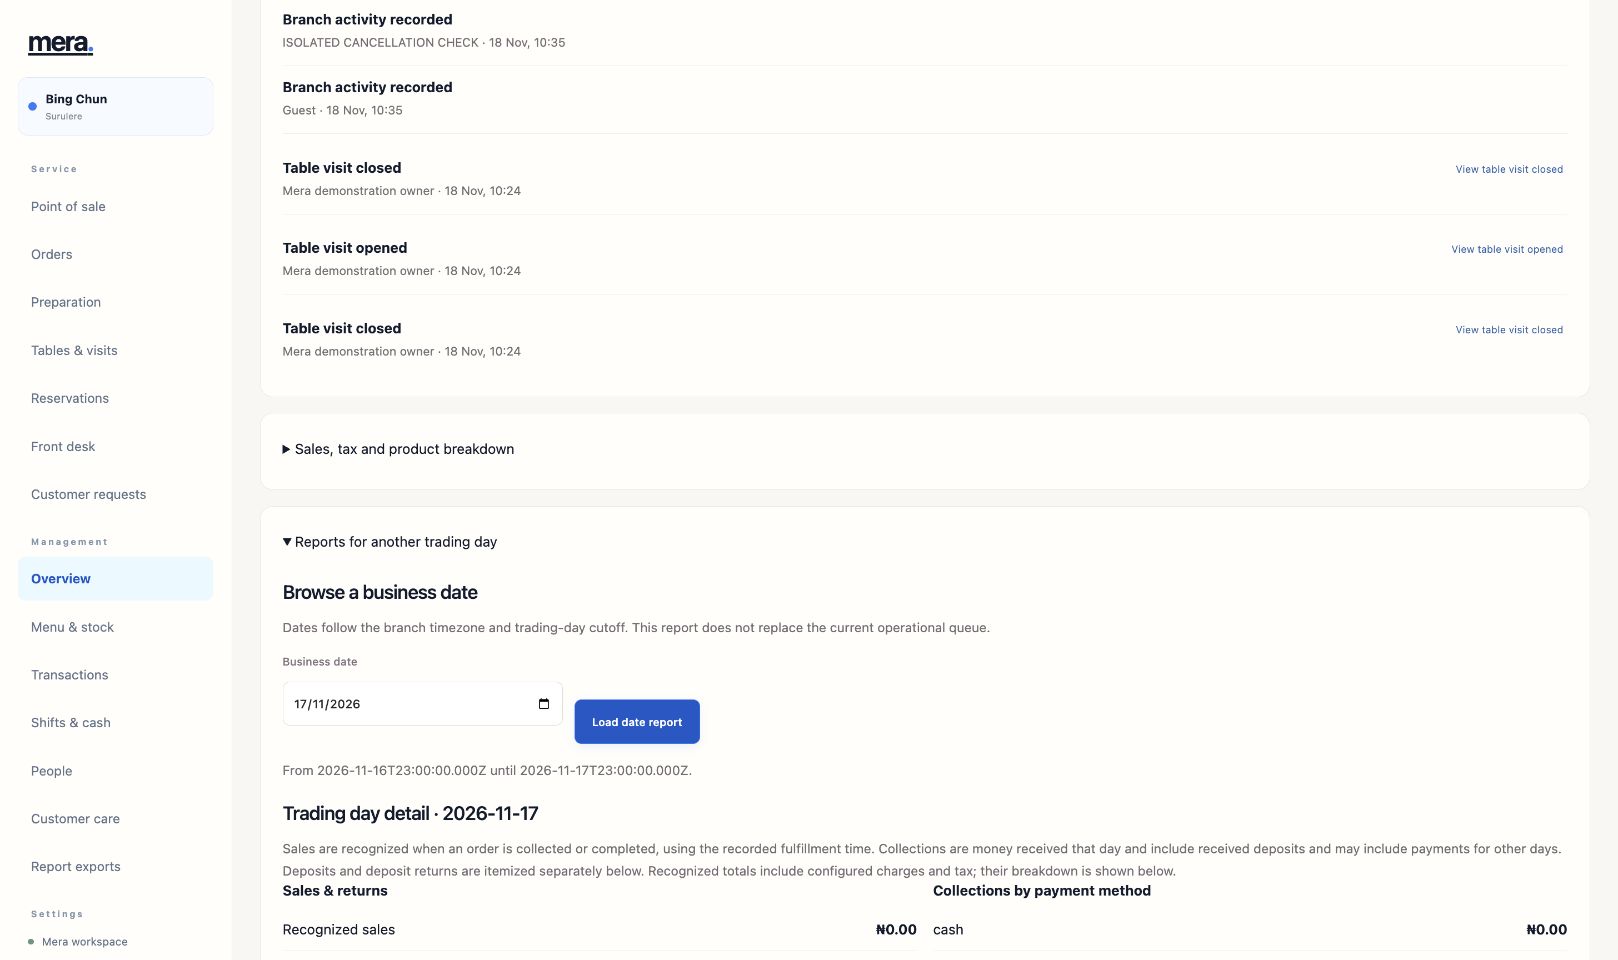 mera.
Bing Chun
Surulere
Service
Point of sale
Orders
Preparation
Tables & visits
Reservations
Front desk
Customer requests
Management
Overview
Menu & stock
Transactions
Shifts & cash
People
Customer care
Report exports
Settings
Mera workspace
Branch activity recorded
ISOLATED CANCELLATION CHECK · 18 Nov, 10:35
Branch activity recorded
Guest · 18 Nov, 10:35
Table visit closed
View table visit closed
Mera demonstration owner · 18 Nov, 10:24
Table visit opened
View table visit opened
Mera demonstration owner · 18 Nov, 10:24
Table visit closed
View table visit closed
Mera demonstration owner · 18 Nov, 10:24
Sales, tax and product breakdown
Reports for another trading day
Browse a business date
Dates follow the branch timezone and trading-day cutoff. This report does not replace the current operational queue.
Business date
17/11/2026
Load date report
From 2026-11-16T23:00:00.000Z until 2026-11-17T23:00:00.000Z.
Trading day detail · 2026-11-17
Sales are recognized when an order is collected or completed, using the recorded fulfillment time. Collections are money received that day and include received deposits and may include payments for other days.
Deposits and deposit returns are itemized separately below. Recognized totals include configured charges and tax; their breakdown is shown below.
Sales & returns
Recognized sales ₦0.00
Collections by payment method
cash ₦0.00